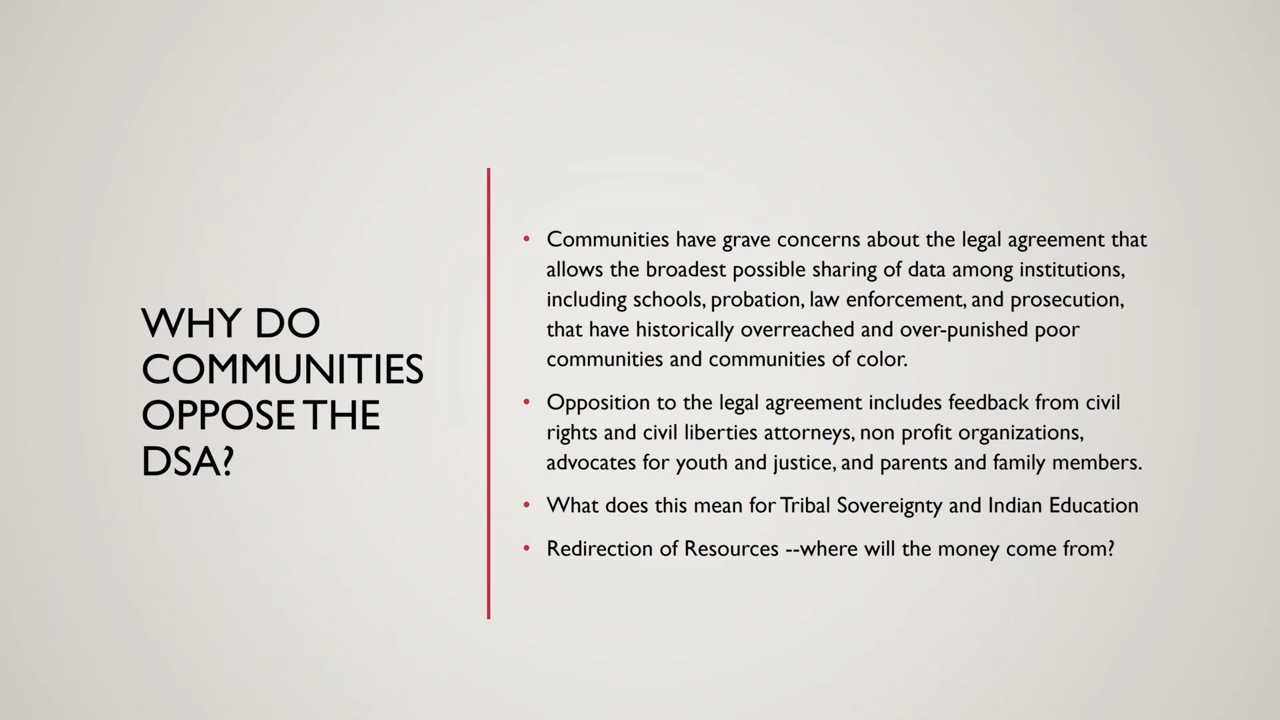 WHY DO
COMMUNITIES
OPPOSE THE
DSA?
• Communities have grave concerns about the legal agreement that
allows the broadest possible sharing of data among institutions,
including schools, probation, law enforcement, and prosecution,
that have historically overreached and over-punished poor
communities and communities of color.
• Opposition to the legal agreement includes feedback from civil
rights and civil liberties attorneys, non profit organizations,
advocates for youth and justice, and parents and family members.
• What does this mean for Tribal Sovereignty and Indian Education
• Redirection of Resources --where will the money come from?